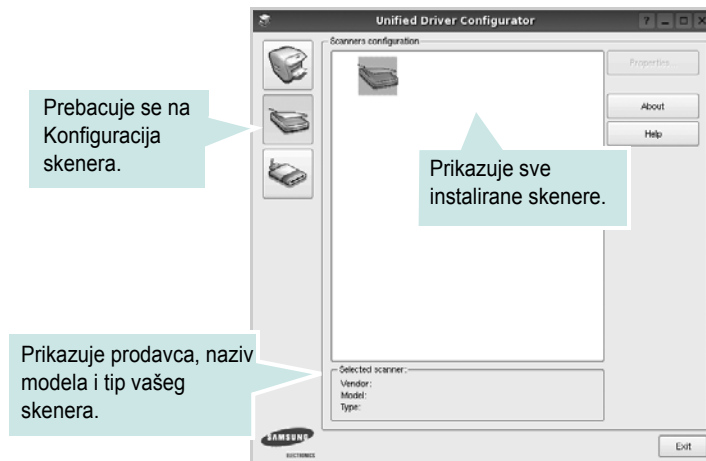 Unified Driver Configurator
Scanners configuration
Properties...
About
Help
Prebacuje se na
Konfiguracija
skenera.
Prikazuje sve
instalirane skenere.
Prikazuje prodavca, naziv
modela i tip vašeg
skenera.
Selected scanner:
Vendor:
Model:
Type:
SAMSUNG
ELECTRONICS
Exit